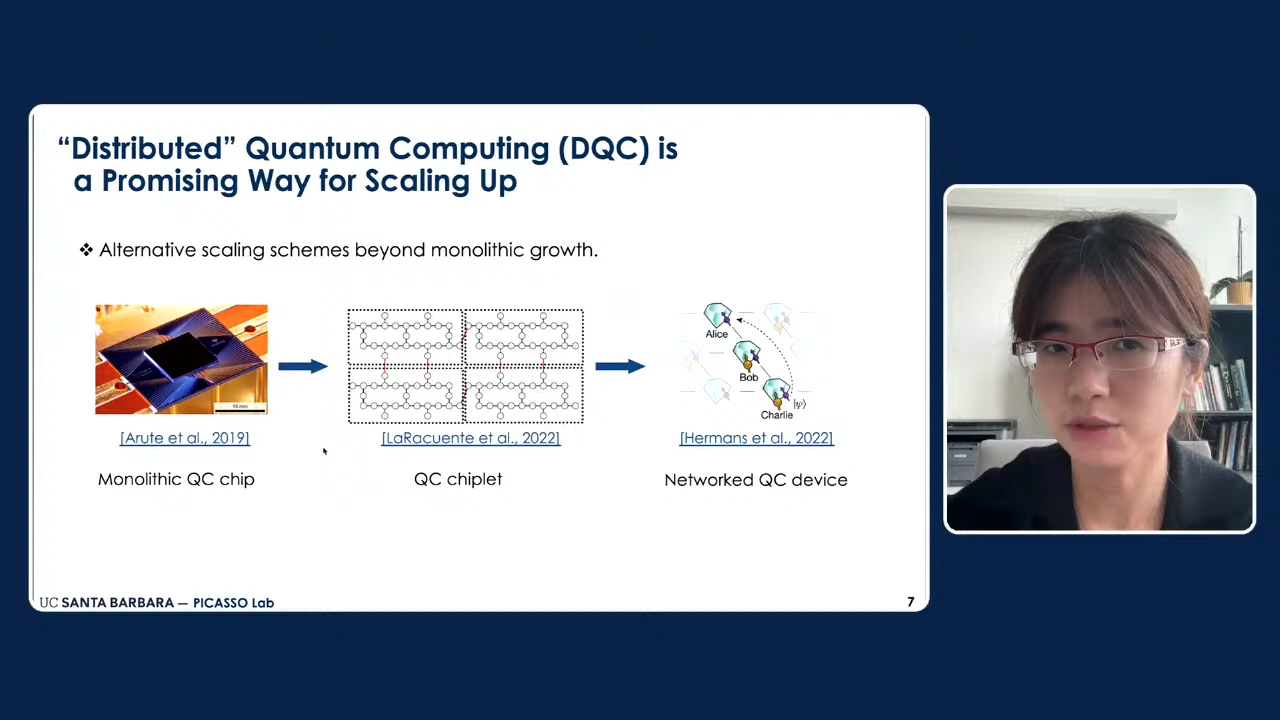 “Distributed” Quantum Computing (DQC) is
a Promising Way for Scaling Up
❖ Alternative scaling schemes beyond monolithic growth.
10 mm
Alice
Bob
Charlie
|ψ⟩
[Arute et al., 2019]
[LaRacuente et al., 2022]
[Hermans et al., 2022]
Monolithic QC chip
QC chiplet
Networked QC device
UC SANTA BARBARA — PICASSO Lab
7